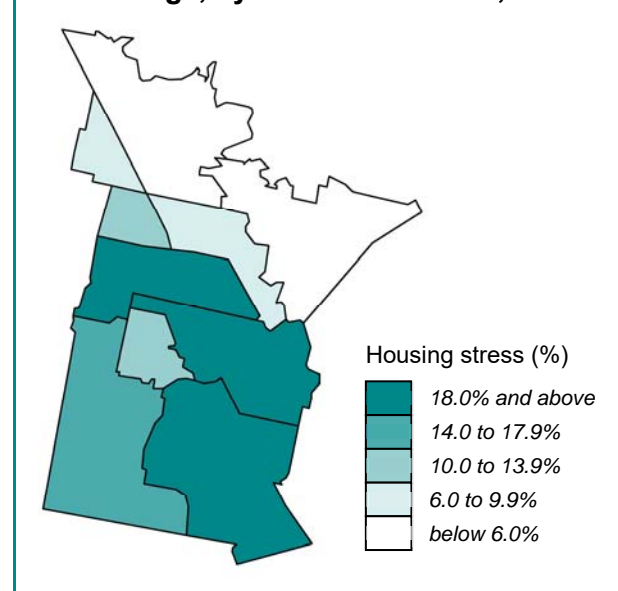 Housing stress (%)
18.0% and above
14.0 to 17.9%
10.0 to 13.9%
6.0 to 9.9%
below 6.0%